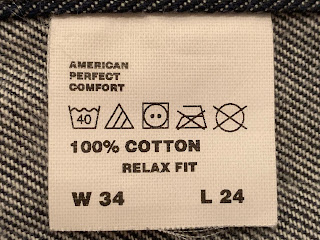 AMERICAN
PERFECT
COMFORT
40
100% COTTON
RELAX FIT
W 34 L 24